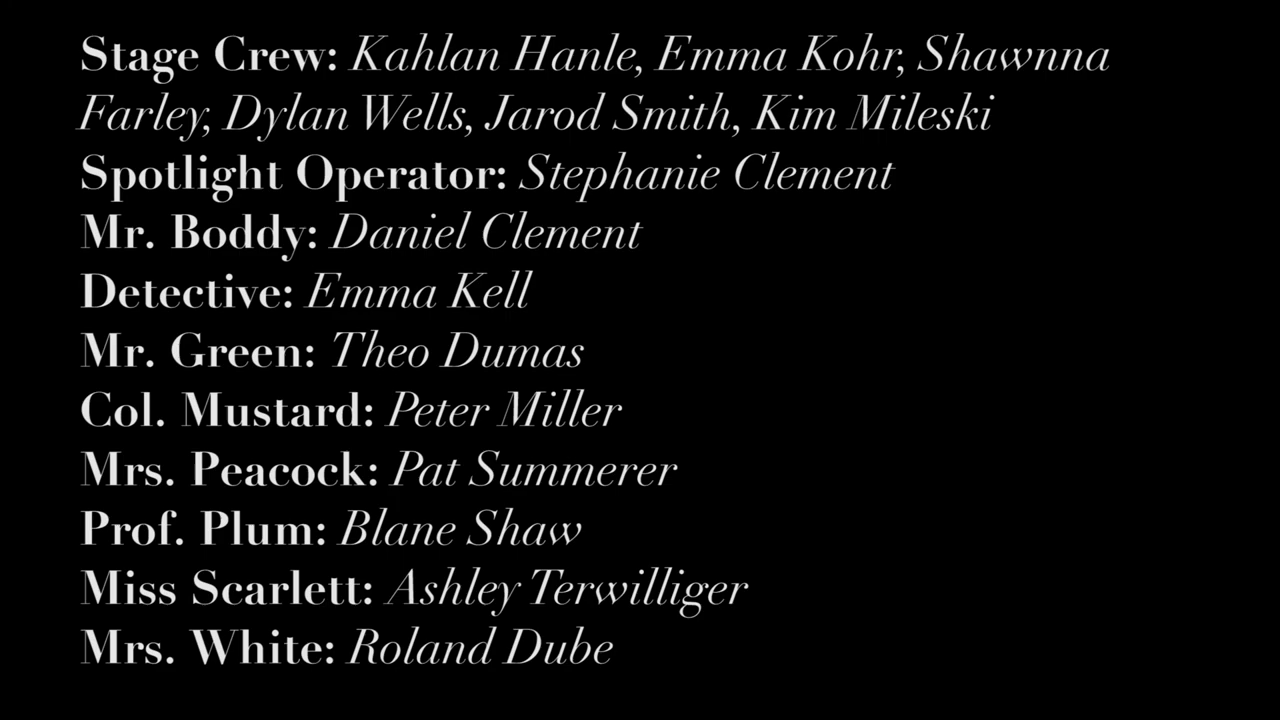 Stage Crew: Kahlan Hanle, Emma Kohr, Shawnna
Farley, Dylan Wells, Jarod Smith, Kim Mileski
Spotlight Operator: Stephanie Clement
Mr. Boddy: Daniel Clement
Detective: Emma Kell
Mr. Green: Theo Dumas
Col. Mustard: Peter Miller
Mrs. Peacock: Pat Summerer
Prof. Plum: Blane Shaw
Miss Scarlett: Ashley Terwilliger
Mrs. White: Roland Dube